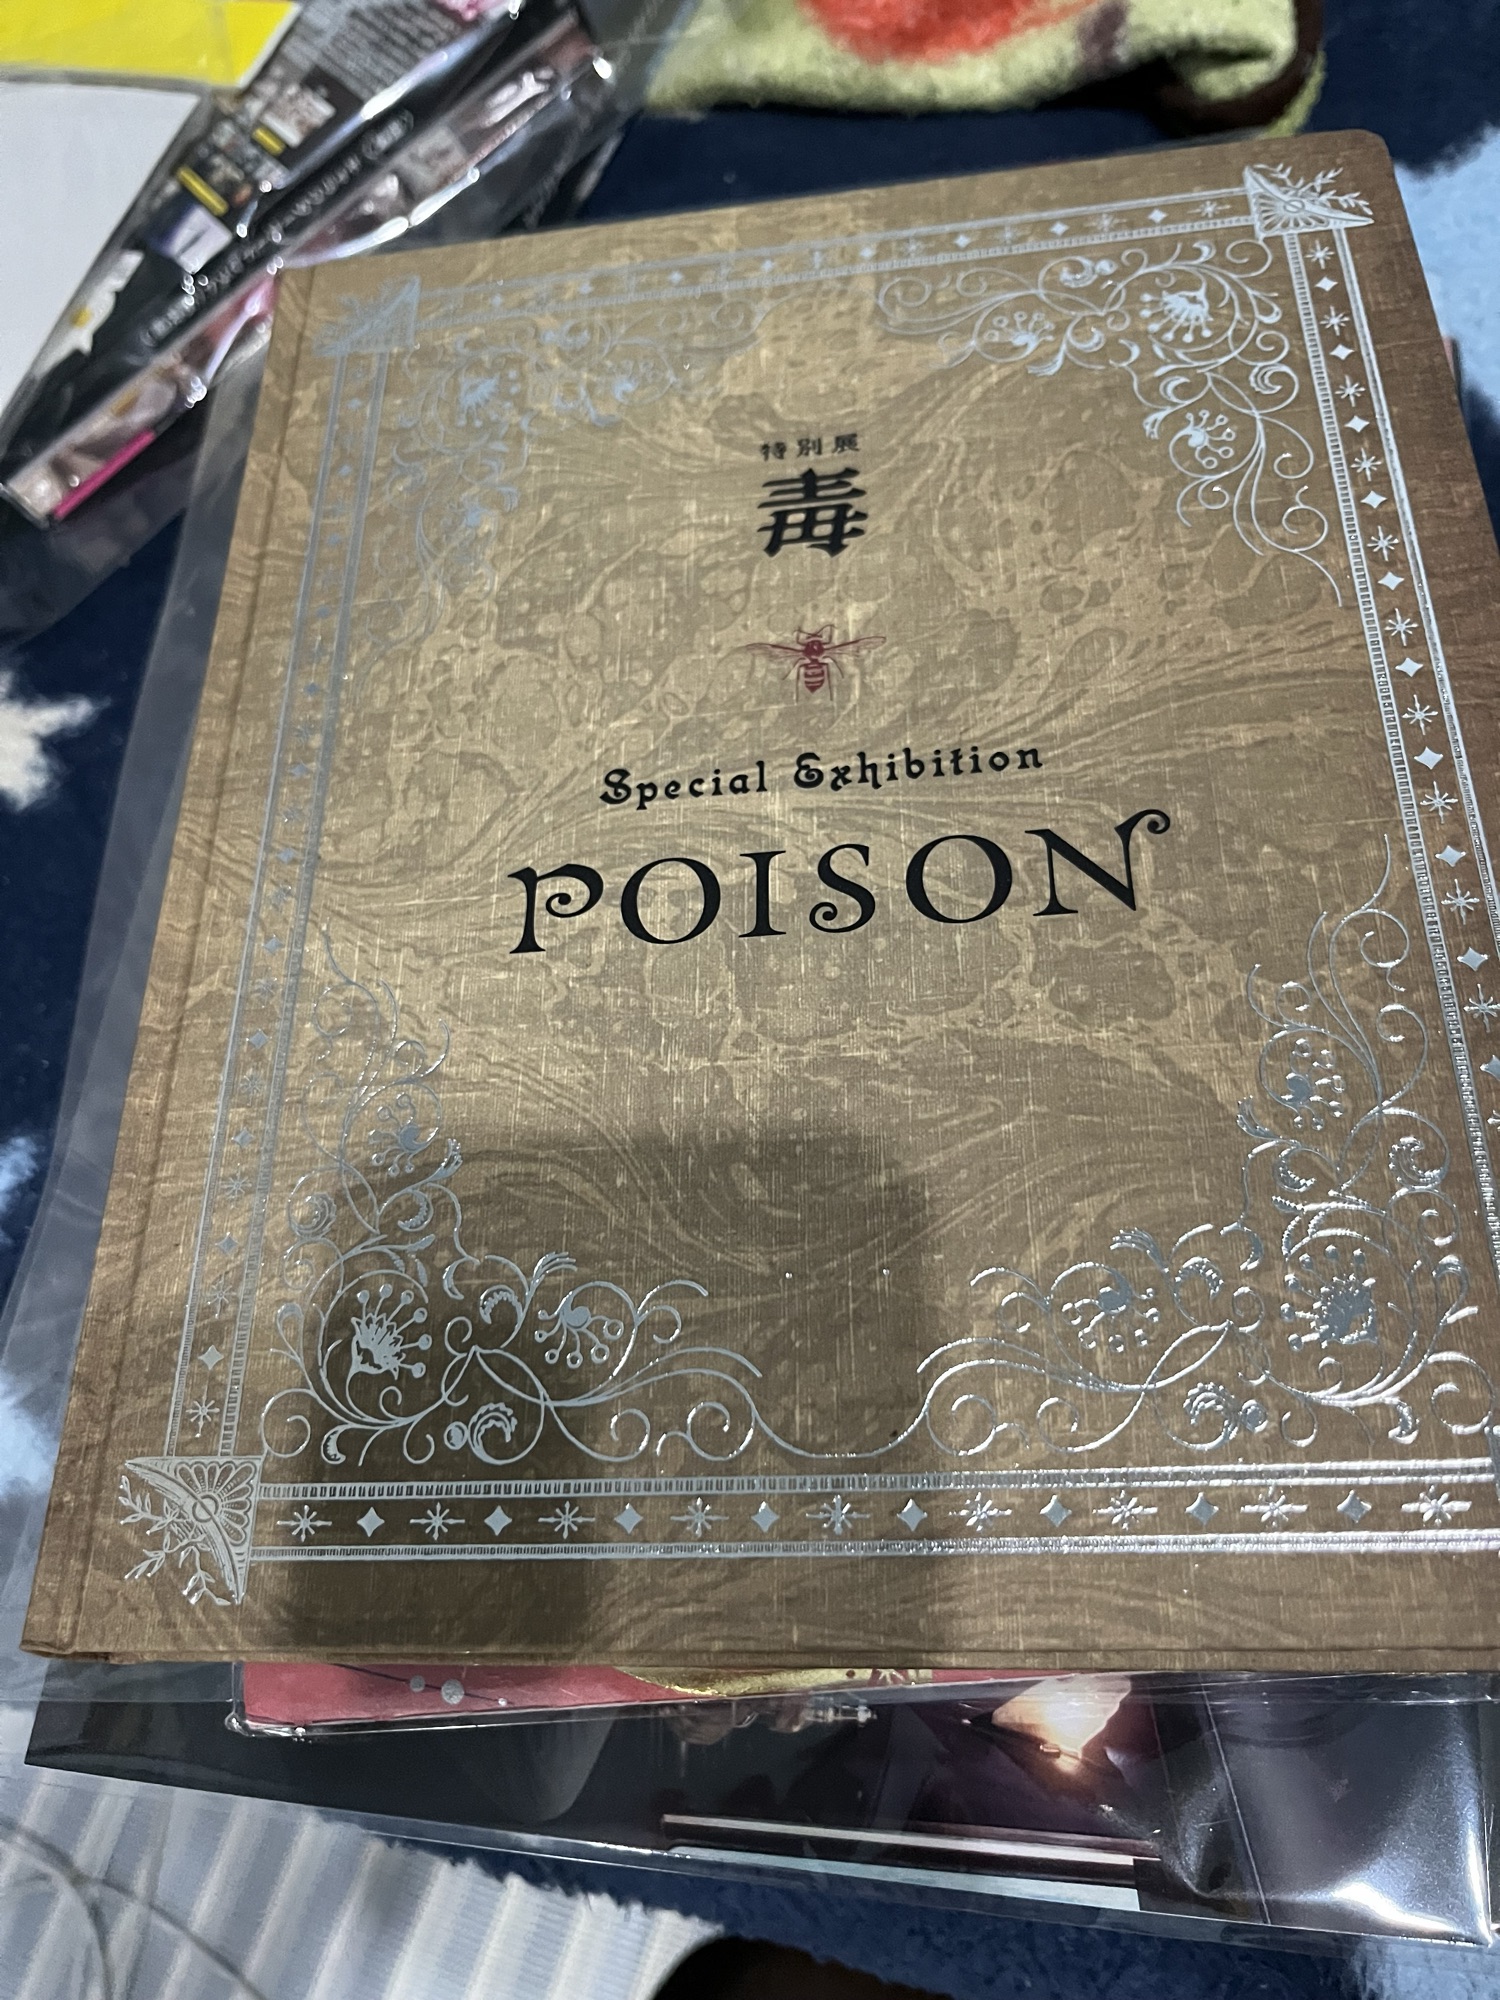 特別展
毒
Special Exhibition
POISON